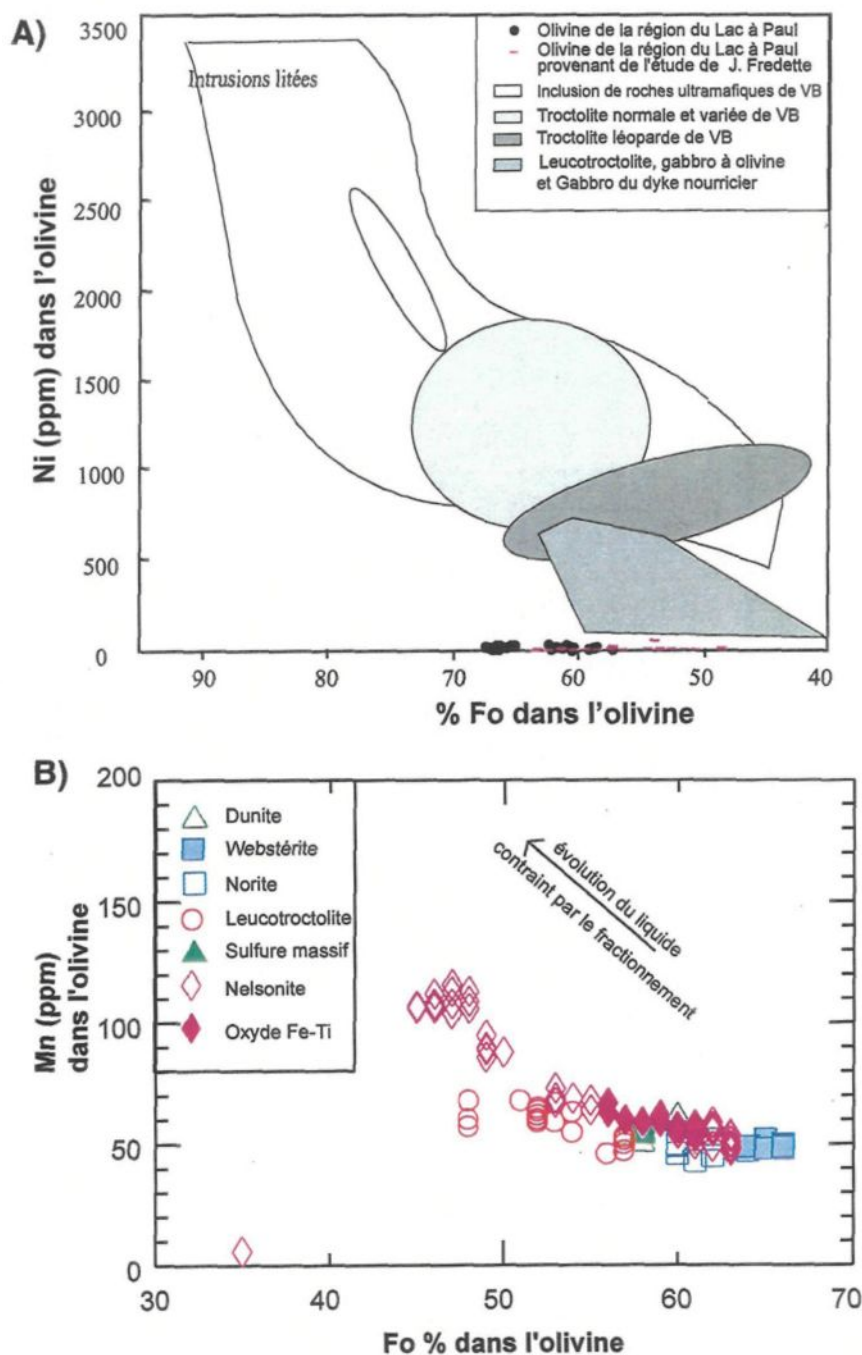 A)
3500
3000
2500
2000
1500
1000
500
0
Ni (ppm) dans l'olivine
Intrusions litées
Olivine de la région du Lac à Paul
Olivine de la région du Lac à Paul
provenant de l'étude de J. Fredette
Inclusion de roches ultramafiques de VB
Troctolite normale et variée de VB
Troctolite léoparde de VB
Leucotroctolite, gabbro à olivine
et Gabbro du dyke nourricier
90 80 70 60 50 40
% Fo dans l'olivine
B)
200
150
100
50
0
Mn (ppm)
dans l'olivine
Dunite
Webstérite
Norite
Leucotroctolite
Sulfure massif
Nelsonite
Oxyde Fe-Ti
évolution du liquide
contraint par le fractionnement
30 40 50 60 70
Fo % dans l'olivine